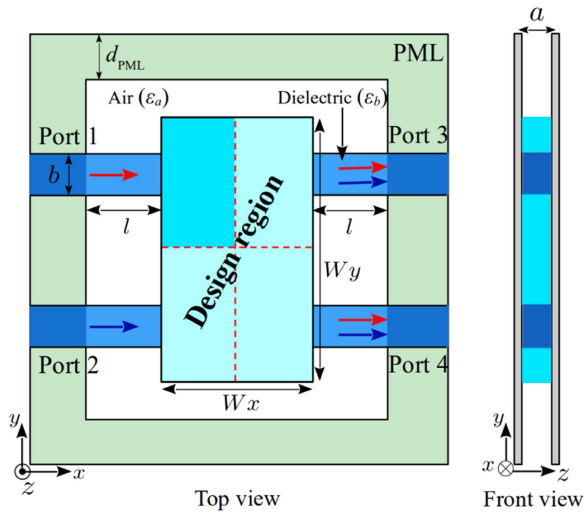 d_PML
PML
Air (ε_a)
Dielectric (ε_b)
Port 1
Port 3
b
l
l
Design region
Wy
Port 2
Port 4
Wx
y
z
x
Top view
a
y
x
z
Front view